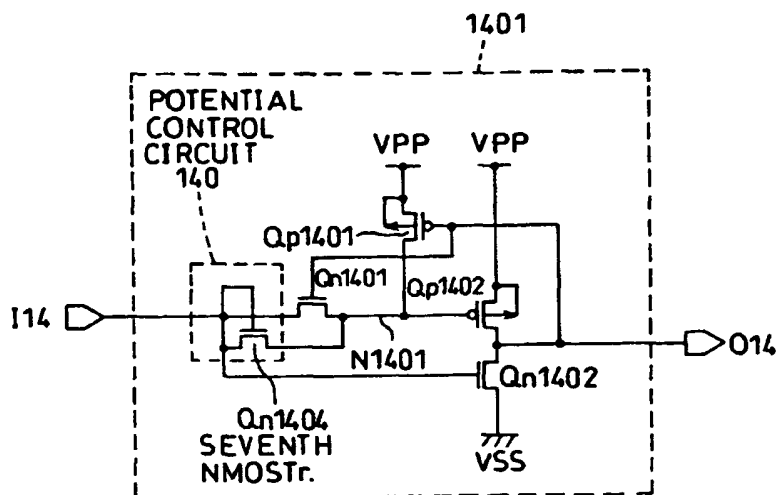 1401
POTENTIAL
CONTROL
CIRCUIT
140
VPP
VPP
Qp1401
Qn1401
Qp1402
I14
N1401
O14
Qn1402
Qn1404
SEVENTH
NMOSTr.
VSS